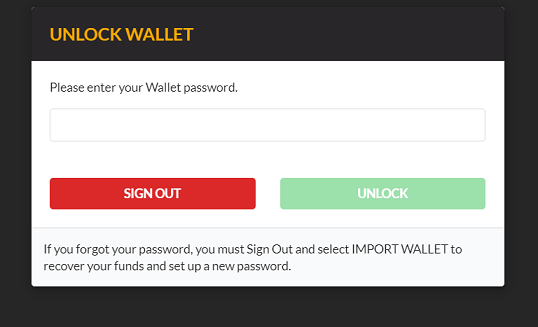 UNLOCK WALLET
Please enter your Wallet password.
SIGN OUT
UNLOCK
If you forgot your password, you must Sign Out and select IMPORT WALLET to
recover your funds and set up a new password.